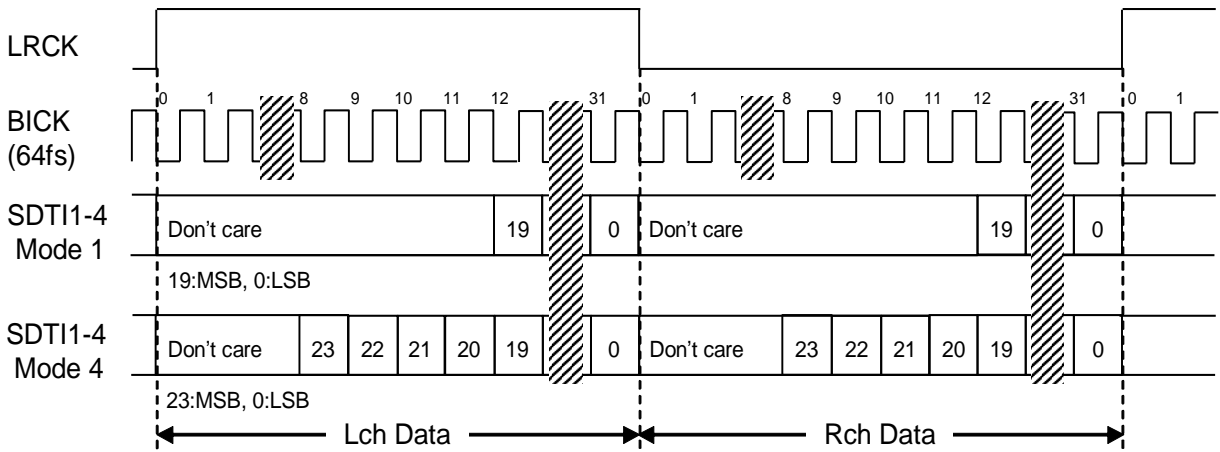 LRCK
0 1 8 9 10 11 12 31 0 1 8 9 10 11 12 31 0 1
BICK
(64fs)
SDTI1-4
Mode 1
Don't care 19 0 Don't care 19 0
19:MSB, 0:LSB
SDTI1-4
Mode 4
Don't care 23 22 21 20 19 0 Don't care 23 22 21 20 19 0
23:MSB, 0:LSB
Lch Data Rch Data